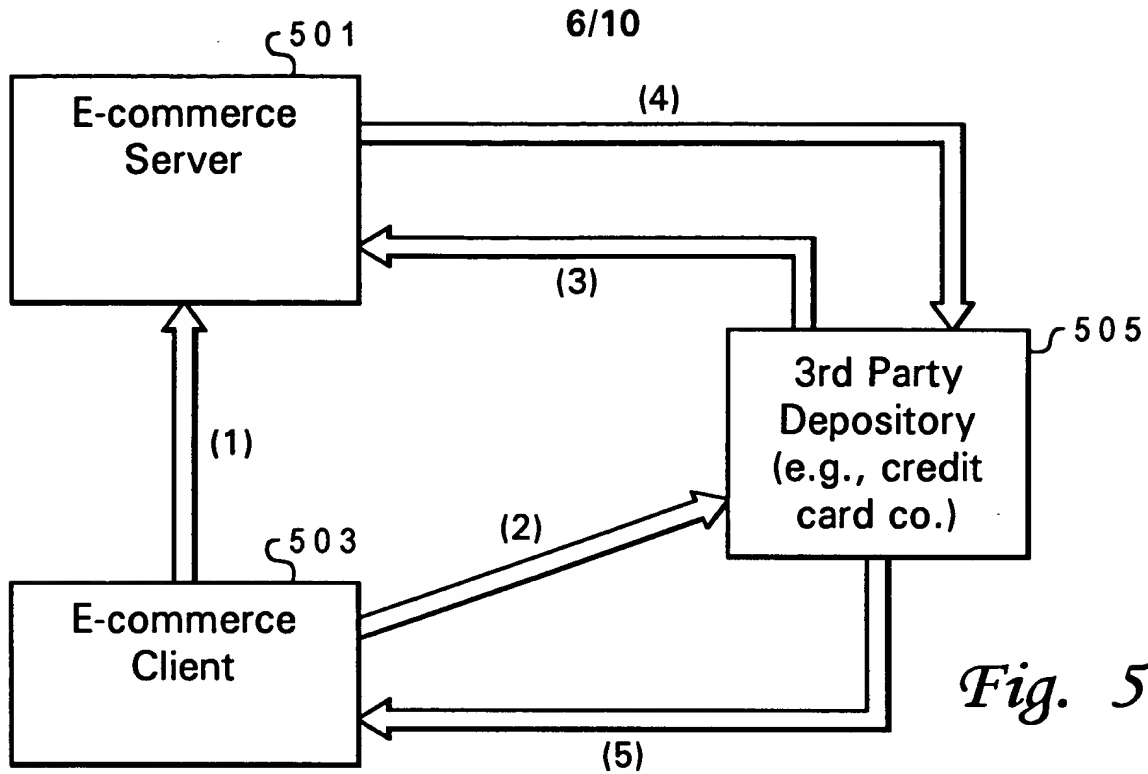 6/10
501
E-commerce
Server
(4)
(3)
505
3rd Party
Depository
(e.g., credit
card co.)
(1)
(2)
503
E-commerce
Client
(5)
Fig. 5